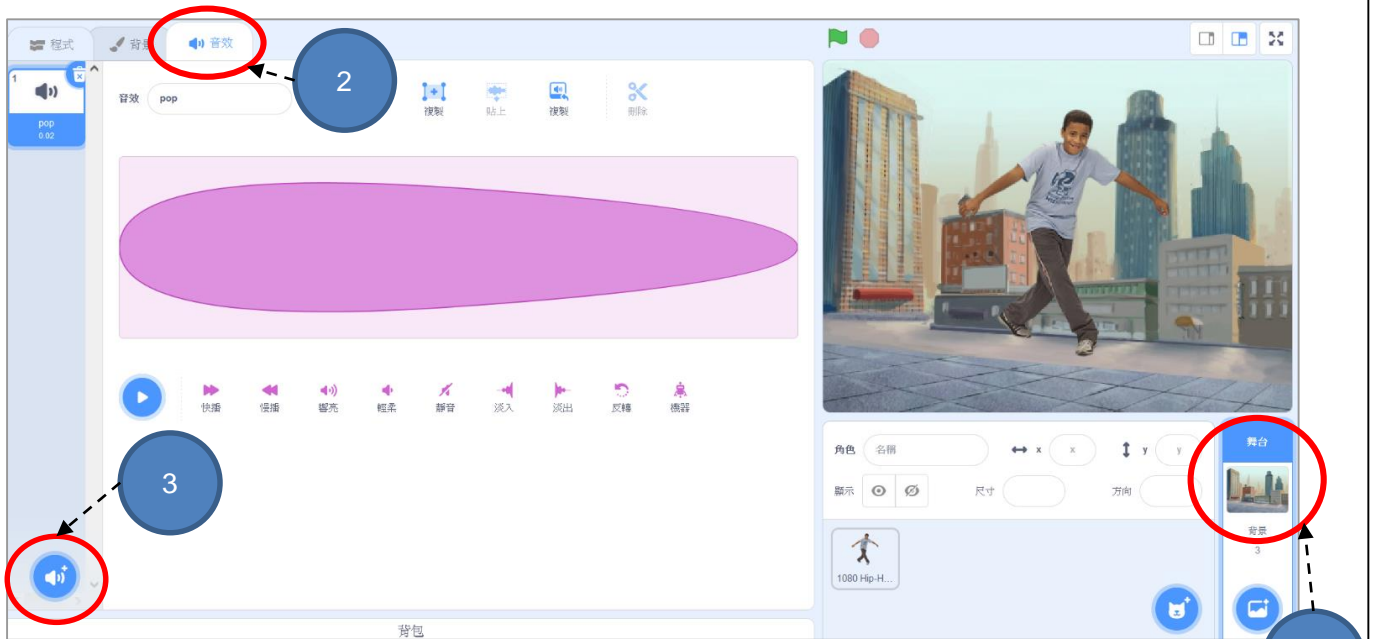 程式
音效
2
1
pop
0.02
音效 pop
複製 貼上 複製 刪除
快播 慢播 響亮 輕柔 靜音 淡入 淡出 反轉 機器
3
角色 名稱 x x y y
顯示 尺寸 方向
舞台
背景
3
1080 Hip-H...
背包